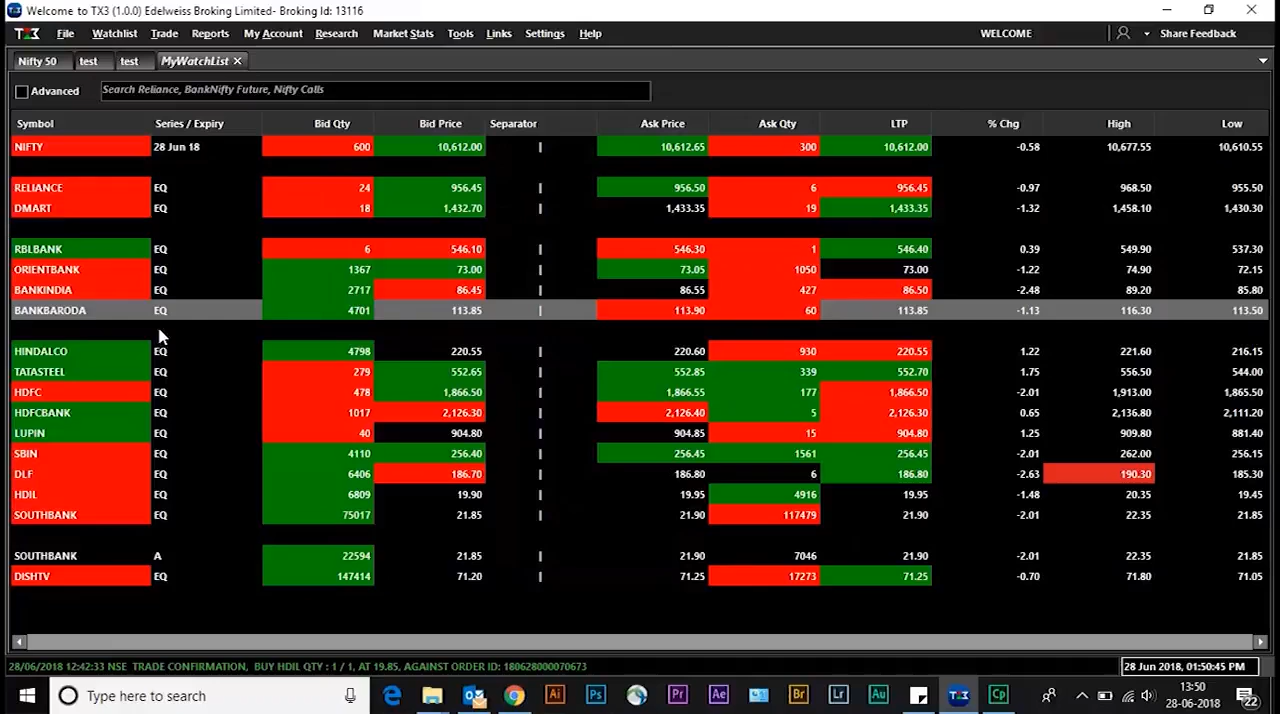 Welcome to TX3 (1.0.0) Edelweiss Broking Limited- Broking Id: 13116
TX3 File Watchlist Trade Reports My Account Research Market Stats Tools Links Settings Help WELCOME Share Feedback
Nifty 50 test test MyWatchList ×
Advanced Search Reliance, BankNifty Future, Nifty Calls
Symbol Series / Expiry Bid Qty Bid Price Separator Ask Price Ask Qty LTP % Chg High Low
NIFTY 28 Jun 18 600 10,612.00 | 10,612.65 300 10,612.00 -0.58 10,677.55 10,610.55
RELIANCE EQ 24 956.45 | 956.50 6 956.45 -0.97 968.50 955.50
DMART EQ 18 1,432.70 | 1,433.35 19 1,433.35 -1.32 1,458.10 1,430.30
RBLBANK EQ 6 546.10 | 546.30 1 546.40 0.39 549.90 537.30
ORIENTBANK EQ 1367 73.00 | 73.05 1050 73.00 -1.22 74.90 72.15
BANKINDIA EQ 2717 86.45 | 86.55 427 86.50 -2.48 89.20 85.80
BANKBARODA EQ 4701 113.85 | 113.90 60 113.85 -1.13 116.30 113.50
HINDALCO EQ 4798 220.55 | 220.60 930 220.55 1.22 221.60 216.15
TATASTEEL EQ 279 552.65 | 552.85 339 552.70 1.75 556.50 544.00
HDFC EQ 478 1,866.50 | 1,866.55 177 1,866.50 -2.01 1,913.00 1,865.50
HDFCBANK EQ 1017 2,126.30 | 2,126.40 5 2,126.30 0.65 2,136.80 2,111.20
LUPIN EQ 40 904.80 | 904.85 15 904.80 1.25 909.80 881.40
SBIN EQ 4110 256.40 | 256.45 1561 256.45 -2.01 262.00 256.15
DLF EQ 6406 186.70 | 186.80 6 186.80 -2.63 190.30 185.30
HDIL EQ 6809 19.90 | 19.95 4916 19.95 -1.48 20.35 19.45
SOUTHBANK EQ 75017 21.85 | 21.90 117479 21.90 -2.01 22.35 21.85
SOUTHBANK A 22594 21.85 | 21.90 7046 21.90 -2.01 22.35 21.85
DISHTV EQ 147414 71.20 | 71.25 17273 71.25 -0.70 71.80 71.05
28/06/2018 12:42:33 NSE TRADE CONFIRMATION, BUY HDIL QTY : 1 / 1, AT 19.85, AGAINST ORDER ID: 180628000070673 28 Jun 2018, 01:50:45 PM
Type here to search Ai Ps Pr Ae Br Lr Au TX3 Cp 13:50
28-06-2018 22